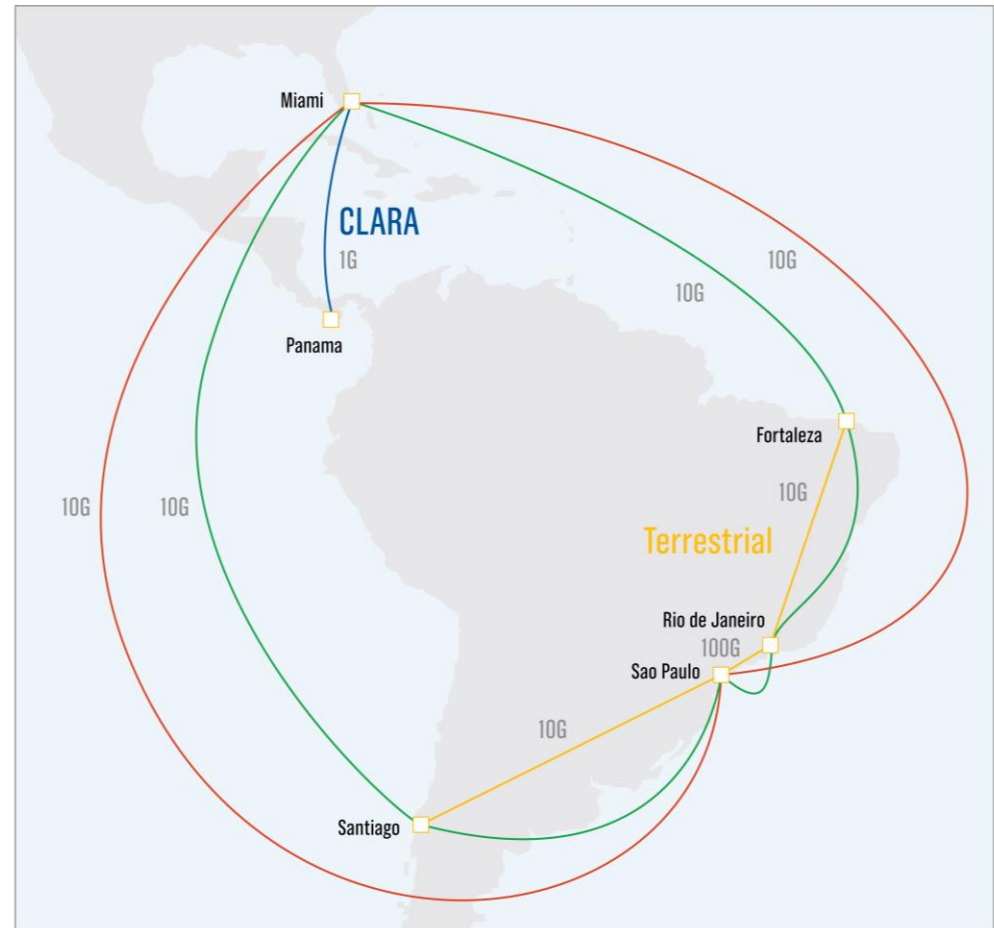 Miami
CLARA
1G
10G
10G
Panama
Fortaleza
10G
10G
10G
Terrestrial
Rio de Janeiro
100G
Sao Paulo
10G
Santiago